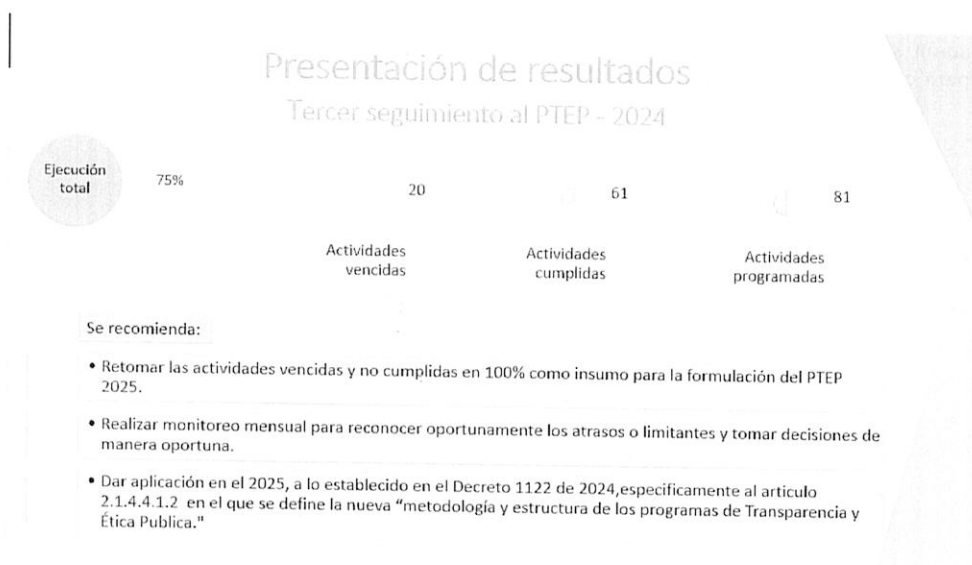 Presentación de resultados
Tercer seguimiento al PTEP - 2024
Ejecución
total
75%
20
61
81
Actividades
vencidas
Actividades
cumplidas
Actividades
programadas
Se recomienda:
• Retomar las actividades vencidas y no cumplidas en 100% como insumo para la formulación del PTEP
2025.
• Realizar monitoreo mensual para reconocer oportunamente los atrasos o limitantes y tomar decisiones de
manera oportuna.
• Dar aplicación en el 2025, a lo establecido en el Decreto 1122 de 2024,especificamente al articulo
2.1.4.4.1.2 en el que se define la nueva “metodología y estructura de los programas de Transparencia y
Ética Publica."